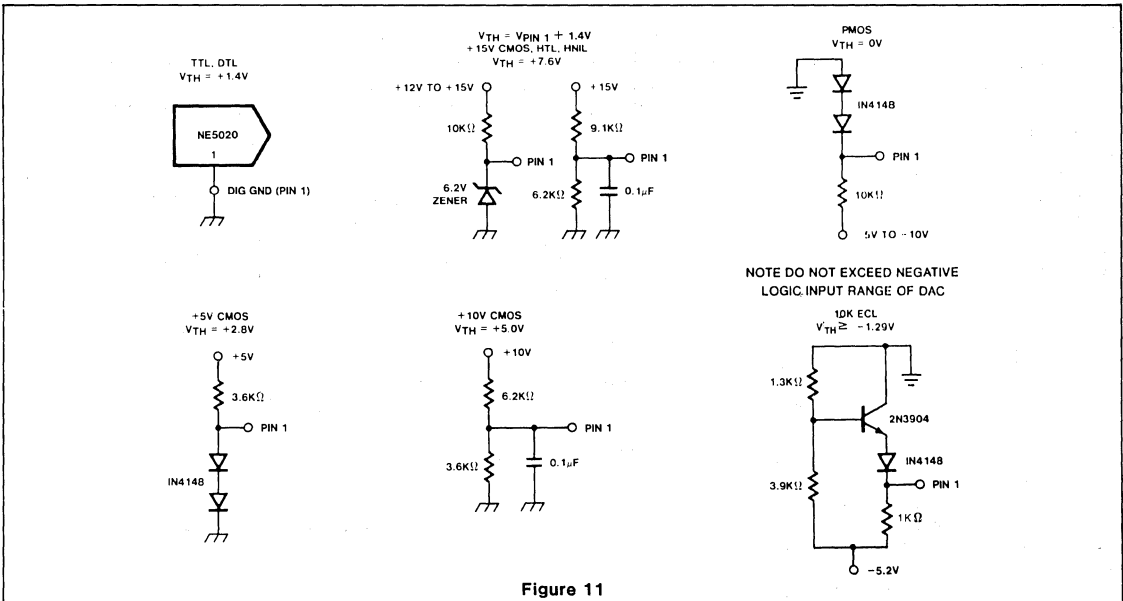 TTL, DTL
VTH = +1.4V
NE5020
1
DIG GND (PIN 1)
VTH = VPIN 1 + 1.4V
+15V CMOS, HTL, HNIL
VTH = +7.6V
+12V TO +15V
10KΩ
PIN 1
6.2V
ZENER
+15V
9.1KΩ
PIN 1
6.2KΩ
0.1μF
PMOS
VTH = 0V
IN4148
PIN 1
10KΩ
5V TO -10V
NOTE DO NOT EXCEED NEGATIVE
LOGIC INPUT RANGE OF DAC
+5V CMOS
VTH = +2.8V
+5V
3.6KΩ
PIN 1
IN4148
+10V CMOS
VTH = +5.0V
+10V
6.2KΩ
PIN 1
3.6KΩ
0.1μF
10K ECL
VTH ≥ -1.29V
1.3KΩ
2N3904
IN4148
3.9KΩ
PIN 1
1KΩ
-5.2V
Figure 11